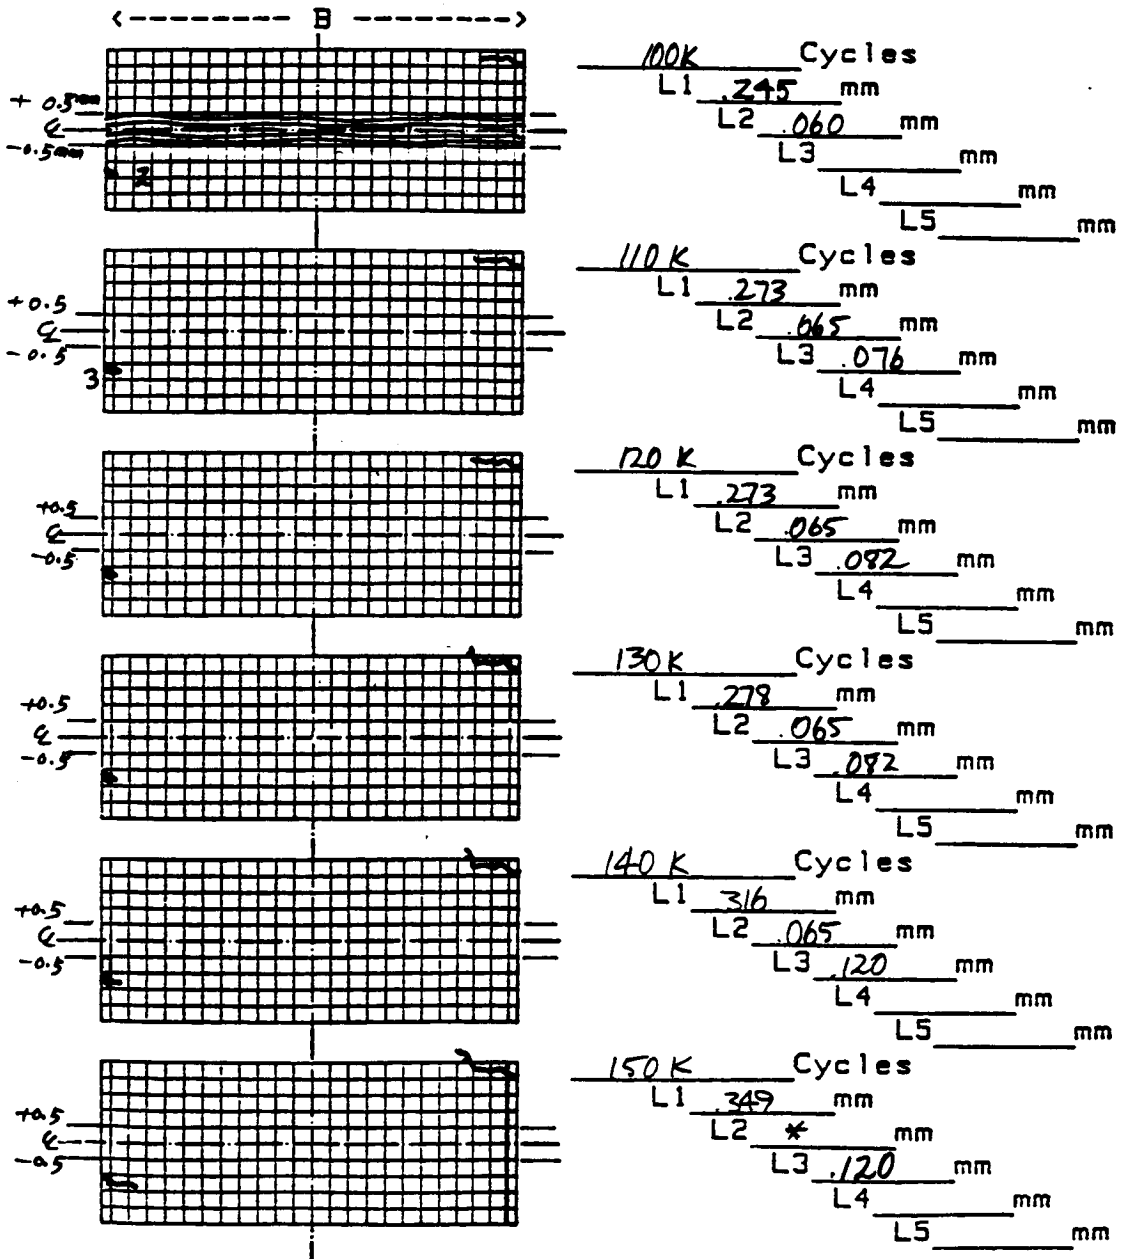 B
100K Cycles
L1 .245 mm
+ 0.5mm
L2 .060 mm
℄
-0.5mm
L3 mm
L4 mm
L5 mm
110 K Cycles
L1 .273 mm
+0.5
L2 .065 mm
℄
-0.5
L3 .076 mm
3
L4 mm
L5 mm
120 K Cycles
L1 .273 mm
+0.5
L2 .065 mm
℄
-0.5
L3 .082 mm
L4 mm
L5 mm
130 K Cycles
L1 .278 mm
+0.5
L2 .065 mm
℄
-0.5
L3 .082 mm
L4 mm
L5 mm
140 K Cycles
L1 .316 mm
+0.5
L2 .065 mm
℄
-0.5
L3 .120 mm
L4 mm
L5 mm
150 K Cycles
L1 .349 mm
+0.5
L2 * mm
℄
-0.5
L3 .120 mm
L4 mm
L5 mm